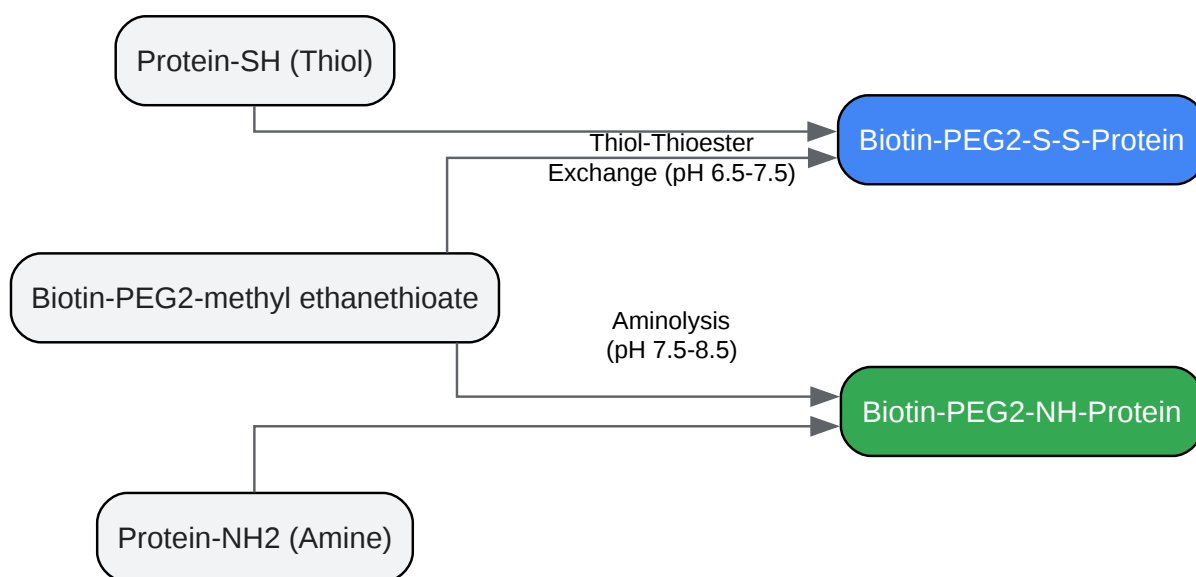 Protein-SH (Thiol)
Biotin-PEG2-S-S-Protein
Thiol-Thioester
Exchange (pH 6.5-7.5)
Biotin-PEG2-methyl ethanethioate
Aminolysis
(pH 7.5-8.5)
Biotin-PEG2-NH-Protein
Protein-NH2 (Amine)